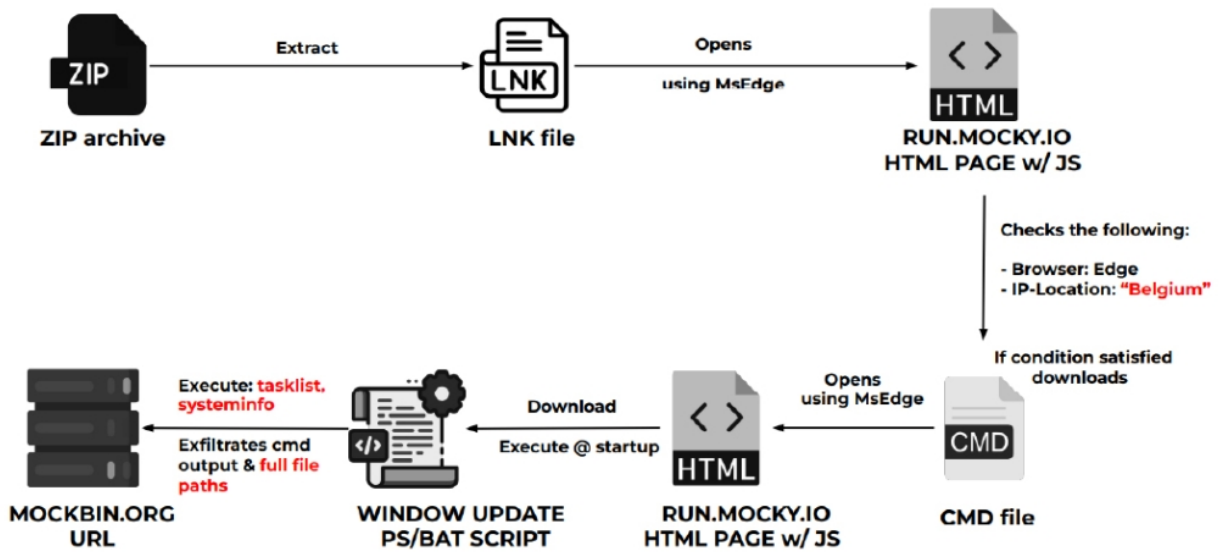 ZIP
ZIP archive
Extract
LNK
LNK file
Opens
using MsEdge
HTML
RUN.MOCKY.IO
HTML PAGE w/ JS
Checks the following:
- Browser: Edge
- IP-Location: “Belgium”
If condition satisfied
downloads
CMD
CMD file
Opens
using MsEdge
HTML
RUN.MOCKY.IO
HTML PAGE w/ JS
Download
Execute @ startup
</>
WINDOW UPDATE
PS/BAT SCRIPT
Execute: tasklist,
systeminfo
Exfiltrates cmd
output & full file
paths
MOCKBIN.ORG
URL